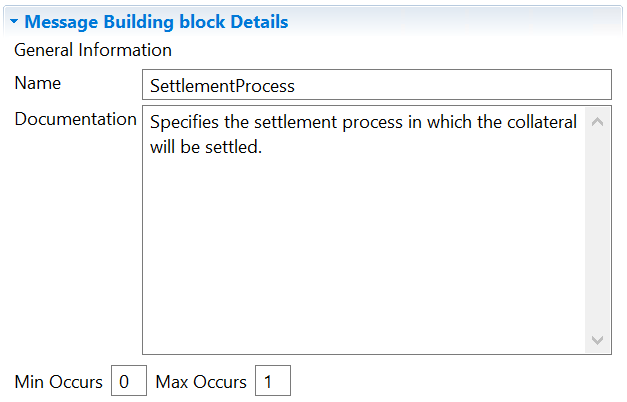 Message Building block Details
General Information
Name SettlementProcess
Documentation Specifies the settlement process in which the collateral
will be settled.
Min Occurs 0 Max Occurs 1